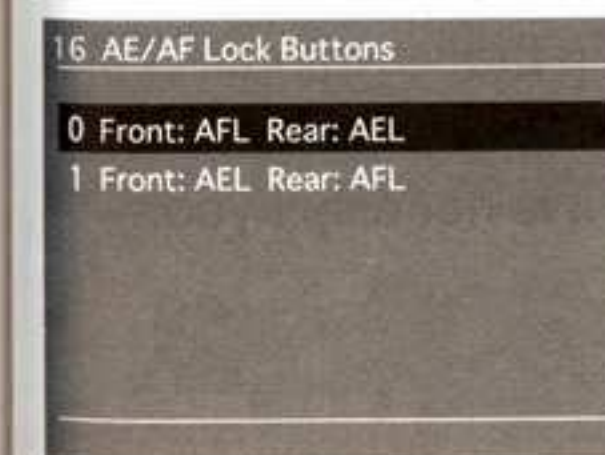 16 AE/AF Lock Buttons
0 Front: AFL Rear: AEL
1 Front: AEL Rear: AFL